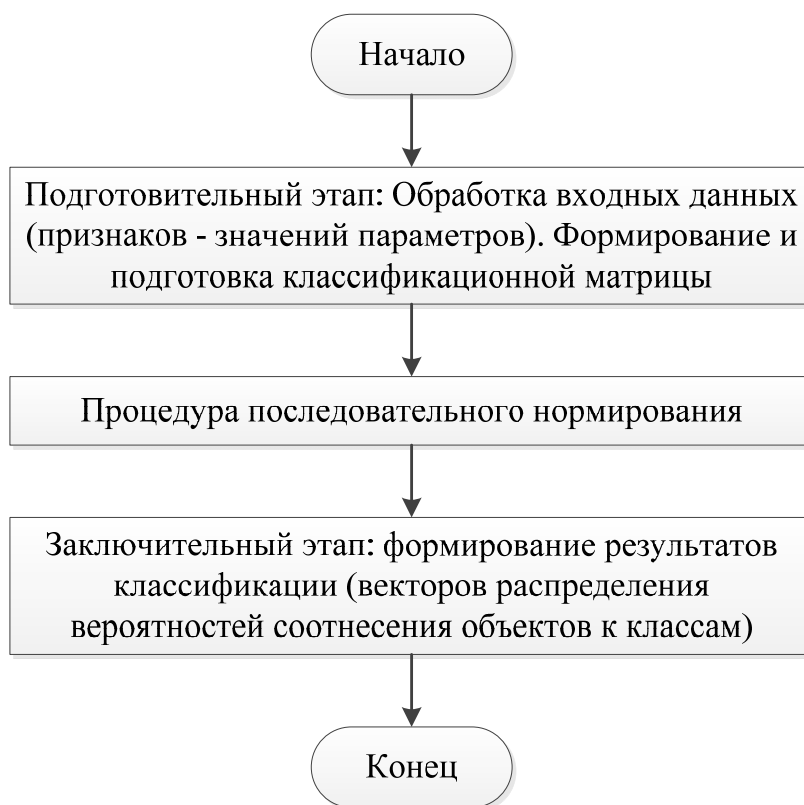 Начало
Подготовительный этап: Обработка входных данных
(признаков - значений параметров). Формирование и
подготовка классификационной матрицы
Процедура последовательного нормирования
Заключительный этап: формирование результатов
классификации (векторов распределения
вероятностей соотнесения объектов к классам)
Конец